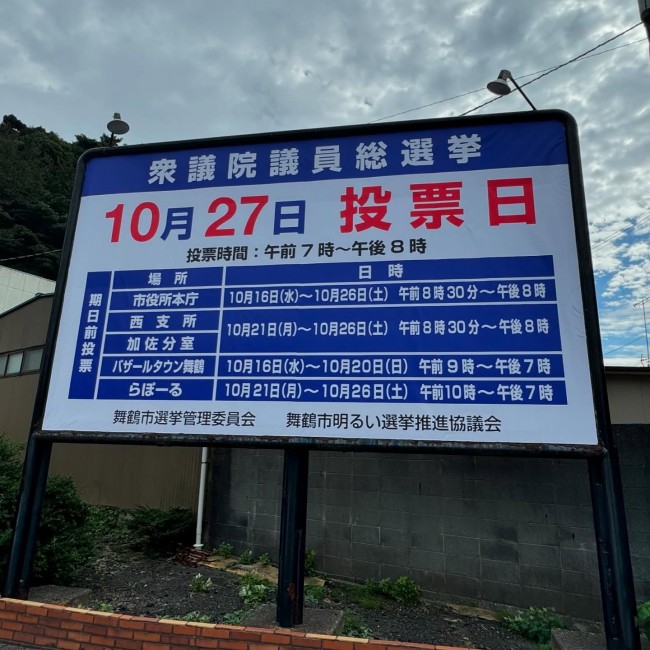 衆議院議員総選挙
10月27日 投票日
投票時間：午前7時～午後8時
期日前投票
場所 日時
市役所本庁 10月16日(水)～10月26日(土) 午前8時30分～午後8時
西支所
加佐分室 10月21日(月)～10月26日(土) 午前8時30分～午後8時
バザールタウン舞鶴 10月16日(水)～10月20日(日) 午前9時～午後7時
らぽーる 10月21日(月)～10月26日(土) 午前10時～午後7時
舞鶴市選挙管理委員会 舞鶴市明るい選挙推進協議会